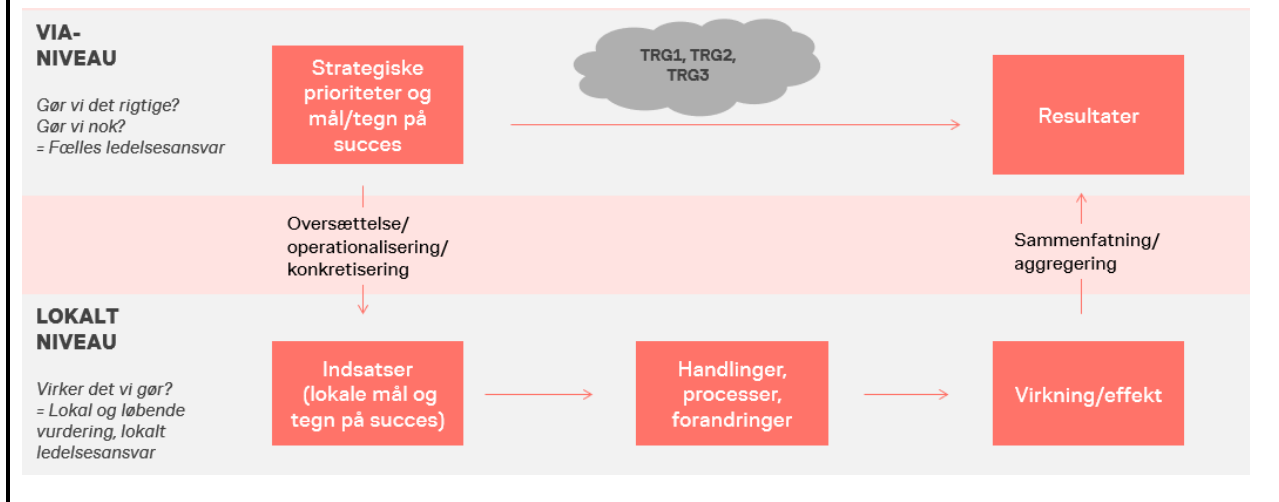 VIA-
NIVEAU
Gør vi det rigtige?
Gør vi nok?
= Fælles ledelsesansvar
Strategiske
prioriteter og
mål/tegn på
succes
TRG1, TRG2,
TRG3
Resultater
Oversættelse/
operationalisering/
konkretisering
Sammenfatning/
aggregering
LOKALT
NIVEAU
Virker det vi gør?
= Lokal og løbende
vurdering, lokalt
ledelsesansvar
Indsatser
(lokale mål og
tegn på succes)
Handlinger,
processer,
forandringer
Virkning/effekt